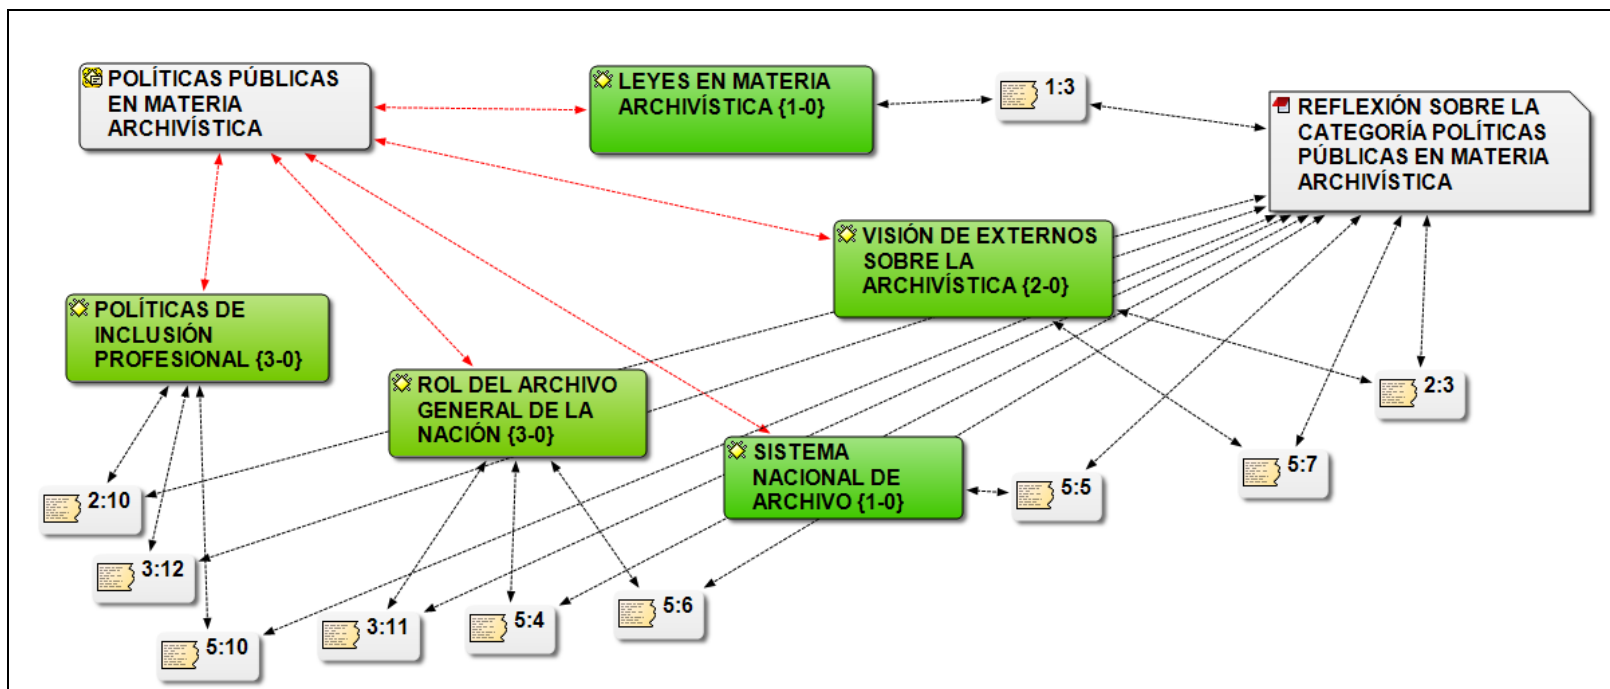 POLÍTICAS PÚBLICAS
EN MATERIA
ARCHIVÍSTICA
LEYES EN MATERIA
ARCHIVÍSTICA {1-0}
1:3
REFLEXIÓN SOBRE LA
CATEGORÍA POLÍTICAS
PÚBLICAS EN MATERIA
ARCHIVÍSTICA
VISIÓN DE EXTERNOS
SOBRE LA
ARCHIVÍSTICA {2-0}
POLÍTICAS DE
INCLUSIÓN
PROFESIONAL {3-0}
ROL DEL ARCHIVO
GENERAL DE LA
NACIÓN {3-0}
2:3
SISTEMA
NACIONAL DE
ARCHIVO {1-0}
5:7
5:5
2:10
3:12
5:6
5:4
3:11
5:10